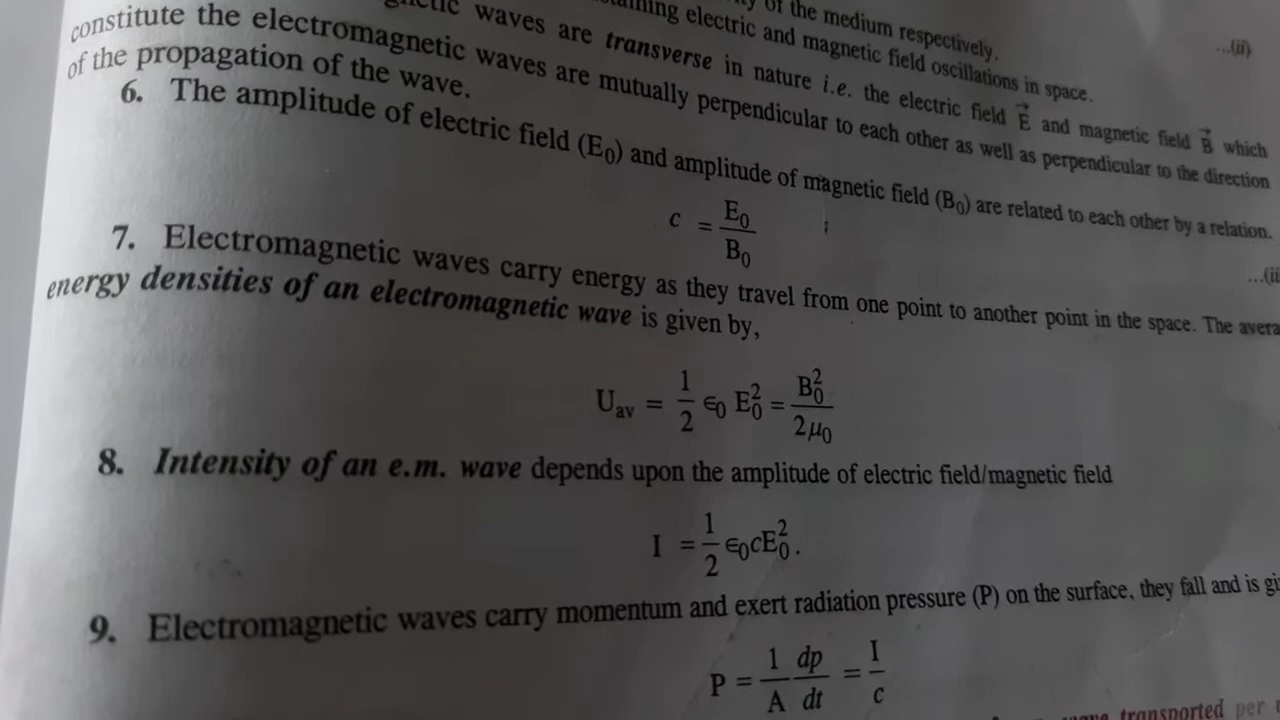 of the medium respectively.
...(ii)
electric and magnetic field oscillations in space.
waves are transverse in nature i.e. the electric field E⃗ and magnetic field B⃗ which
constitute the electromagnetic waves are mutually perpendicular to each other as well as perpendicular to the direction
of the propagation of the wave.
6. The amplitude of electric field (E₀) and amplitude of magnetic field (B₀) are related to each other by a relation.
c = E₀/B₀
7. Electromagnetic waves carry energy as they travel from one point to another point in the space. The
energy densities of an electromagnetic wave is given by,
U_av = 1/2 ϵ₀ E₀² = B₀²/2μ₀
8. Intensity of an e.m. wave depends upon the amplitude of electric field/magnetic field
I = 1/2 ϵ₀cE₀².
9. Electromagnetic waves carry momentum and exert radiation pressure (P) on the surface, they fall and is
P = 1/A dp/dt = I/c
transported per